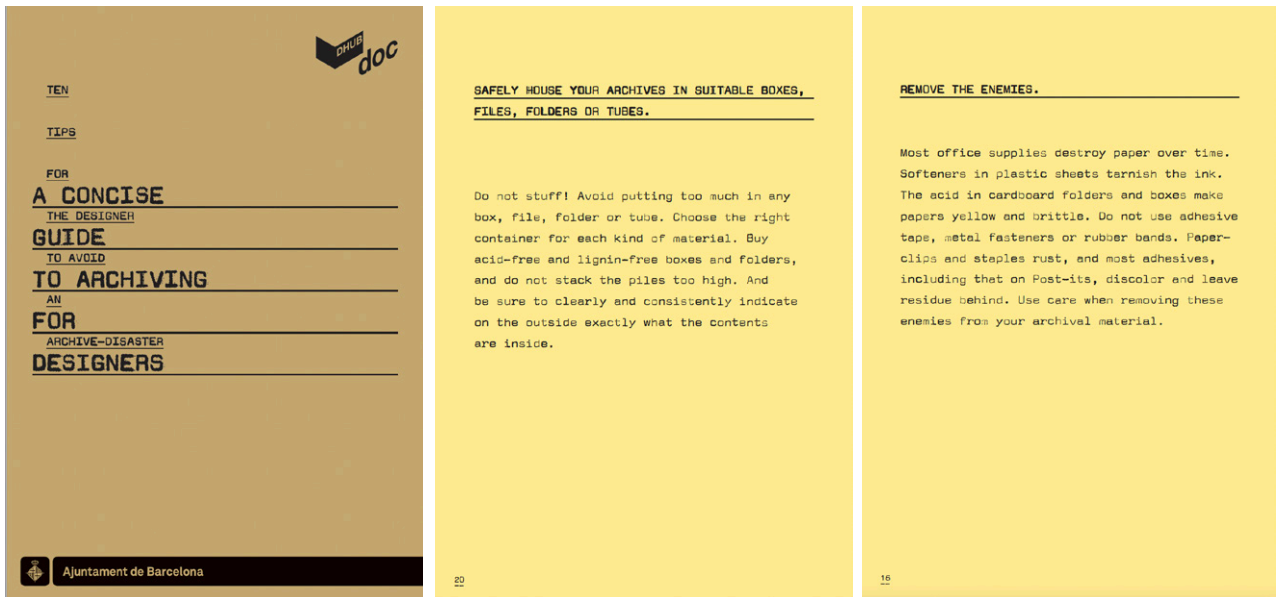 DHUB
doc
TEN
TIPS
FOR
A CONCISE
THE DESIGNER
GUIDE
TO AVOID
TO ARCHIVING
AN
FOR
ARCHIVE-DISASTER
DESIGNERS
Ajuntament de Barcelona
SAFELY HOUSE YOUR ARCHIVES IN SUITABLE BOXES,
FILES, FOLDERS OR TUBES.
Do not stuff! Avoid putting too much in any
box, file, folder or tube. Choose the right
container for each kind of material. Buy
acid-free and lignin-free boxes and folders,
and do not stack the piles too high. And
be sure to clearly and consistently indicate
on the outside exactly what the contents
are inside.
20
REMOVE THE ENEMIES.
Most office supplies destroy paper over time.
Softeners in plastic sheets tarnish the ink.
The acid in cardboard folders and boxes make
papers yellow and brittle. Do not use adhesive
tape, metal fasteners or rubber bands. Paper-
clips and staples rust, and most adhesives,
including that on Post-its, discolor and leave
residue behind. Use care when removing these
enemies from your archival material.
16